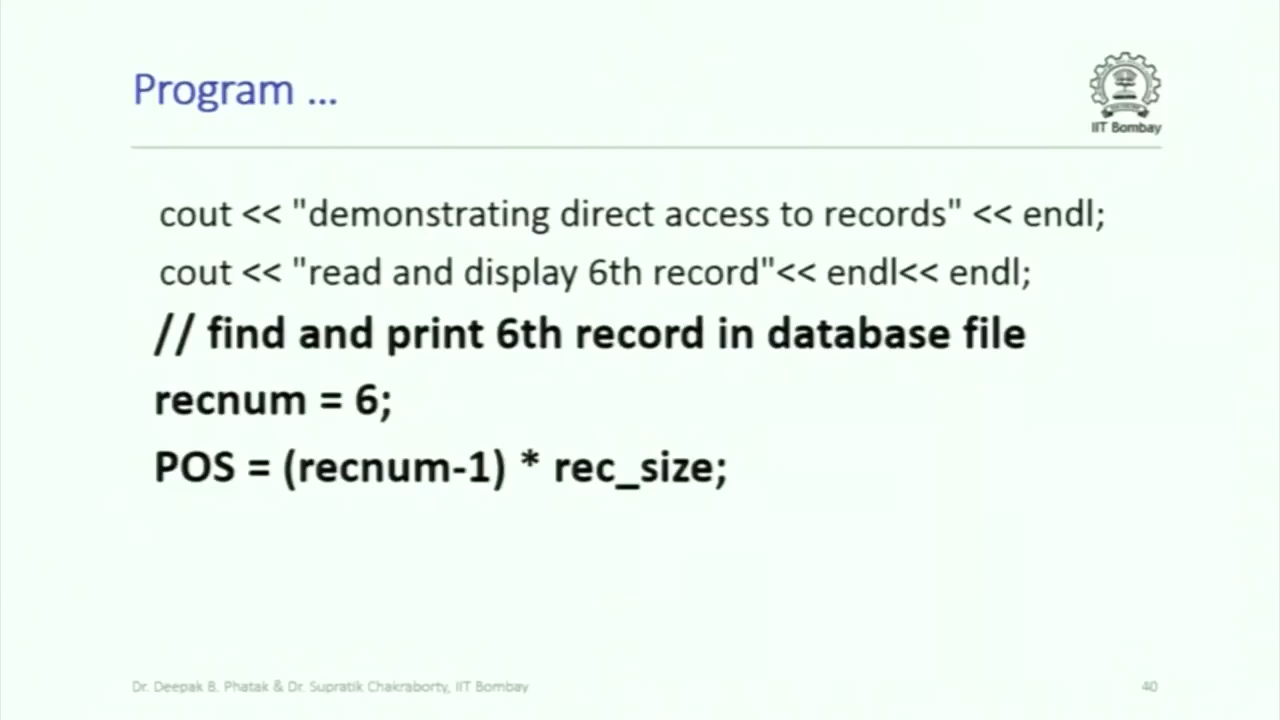 Program ...
IIT Bombay
cout << "demonstrating direct access to records" << endl;
cout << "read and display 6th record"<< endl<< endl;
// find and print 6th record in database file
recnum = 6;
POS = (recnum-1) * rec_size;
Dr. Deepak B. Phatak & Dr. Supratik Chakraborty, IIT Bombay
40